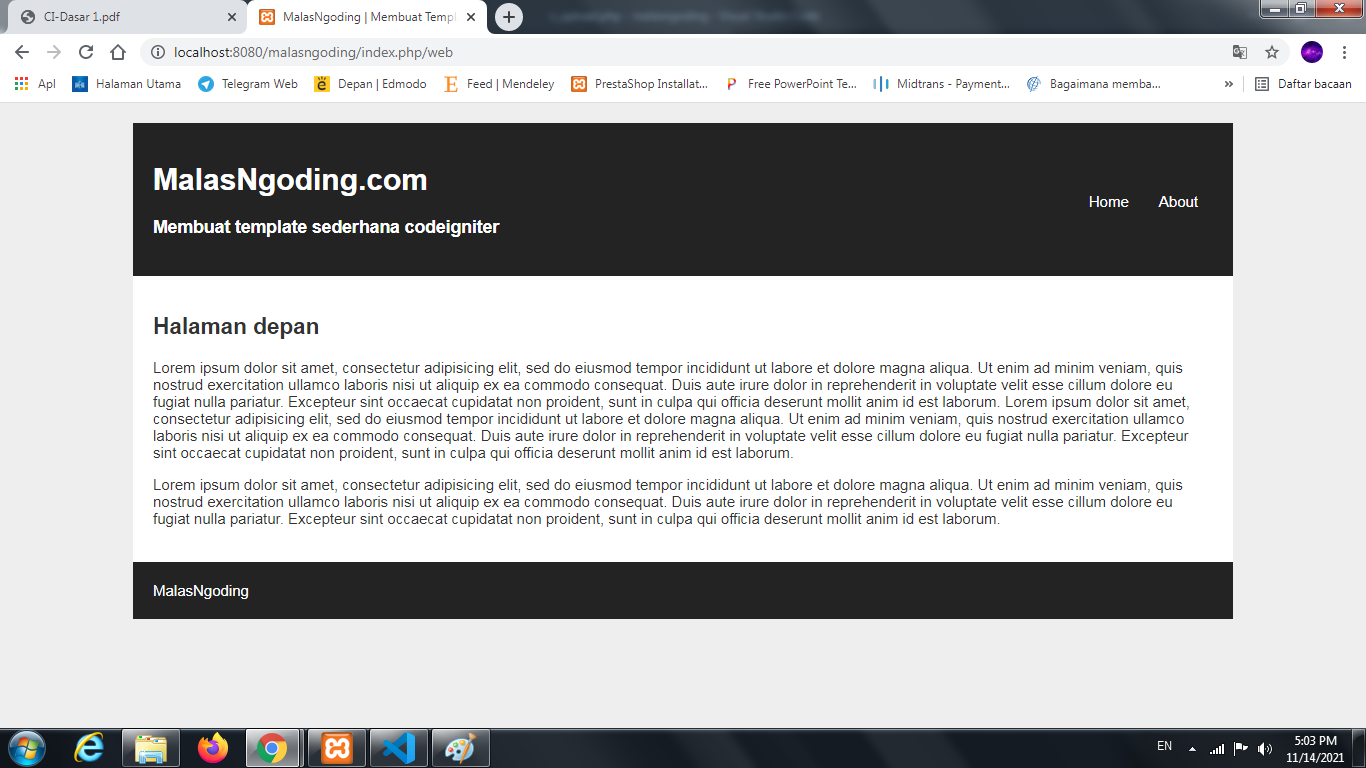 CI-Dasar 1.pdf
MalasNgoding | Membuat Templ
localhost:8080/malasngoding/index.php/web
Apl Halaman Utama Telegram Web Depan | Edmodo Feed | Mendeley PrestaShop Installat... Free PowerPoint Te... Midtrans - Payment... Bagaimana memba... » Daftar bacaan
MalasNgoding.com
Membuat template sederhana codeigniter
Home About
Halaman depan
Lorem ipsum dolor sit amet, consectetur adipisicing elit, sed do eiusmod tempor incididunt ut labore et dolore magna aliqua. Ut enim ad minim veniam, quis
nostrud exercitation ullamco laboris nisi ut aliquip ex ea commodo consequat. Duis aute irure dolor in reprehenderit in voluptate velit esse cillum dolore eu
fugiat nulla pariatur. Excepteur sint occaecat cupidatat non proident, sunt in culpa qui officia deserunt mollit anim id est laborum. Lorem ipsum dolor sit amet,
consectetur adipisicing elit, sed do eiusmod tempor incididunt ut labore et dolore magna aliqua. Ut enim ad minim veniam, quis nostrud exercitation ullamco
laboris nisi ut aliquip ex ea commodo consequat. Duis aute irure dolor in reprehenderit in voluptate velit esse cillum dolore eu fugiat nulla pariatur. Excepteur
sint occaecat cupidatat non proident, sunt in culpa qui officia deserunt mollit anim id est laborum.
Lorem ipsum dolor sit amet, consectetur adipisicing elit, sed do eiusmod tempor incididunt ut labore et dolore magna aliqua. Ut enim ad minim veniam, quis
nostrud exercitation ullamco laboris nisi ut aliquip ex ea commodo consequat. Duis aute irure dolor in reprehenderit in voluptate velit esse cillum dolore eu
fugiat nulla pariatur. Excepteur sint occaecat cupidatat non proident, sunt in culpa qui officia deserunt mollit anim id est laborum.
MalasNgoding
EN
5:03 PM
11/14/2021